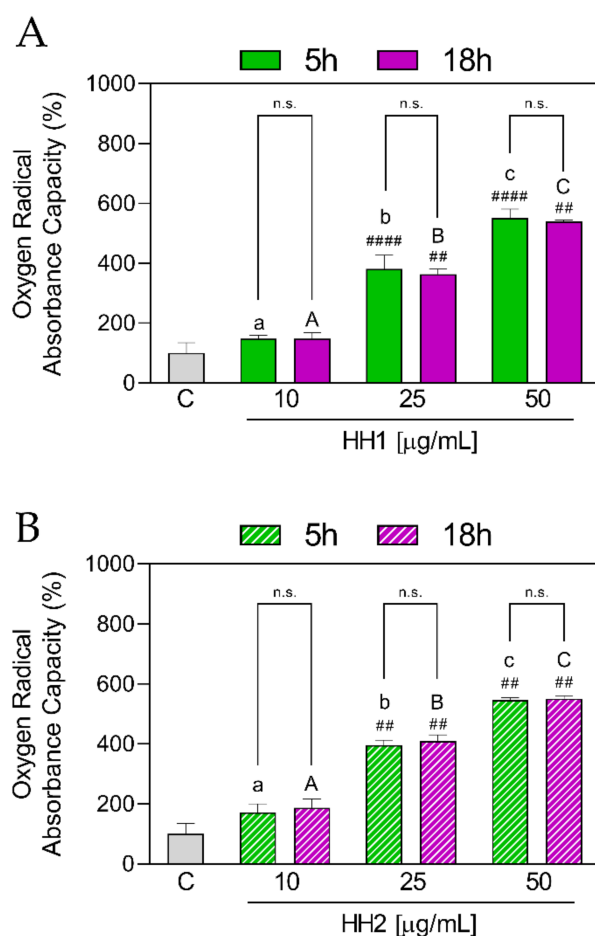 A
5h 18h
Oxygen Radical
Absorbance Capacity (%)
1000
800
600
400
200
0
n.s. n.s. n.s.
a A
b B
#### ##
c C
#### ##
C 10 25 50
HH1 [μg/mL]
B
5h 18h
Oxygen Radical
Absorbance Capacity (%)
1000
800
600
400
200
0
n.s. n.s. n.s.
a A
b B
## ##
c C
## ##
C 10 25 50
HH2 [μg/mL]